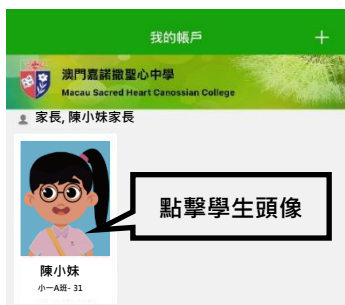 我的帳戶
澳門嘉諾撒聖心中學
Macau Sacred Heart Canossian College
家長, 陳小妹家長
點擊學生頭像
陳小妹
小一A班- 31